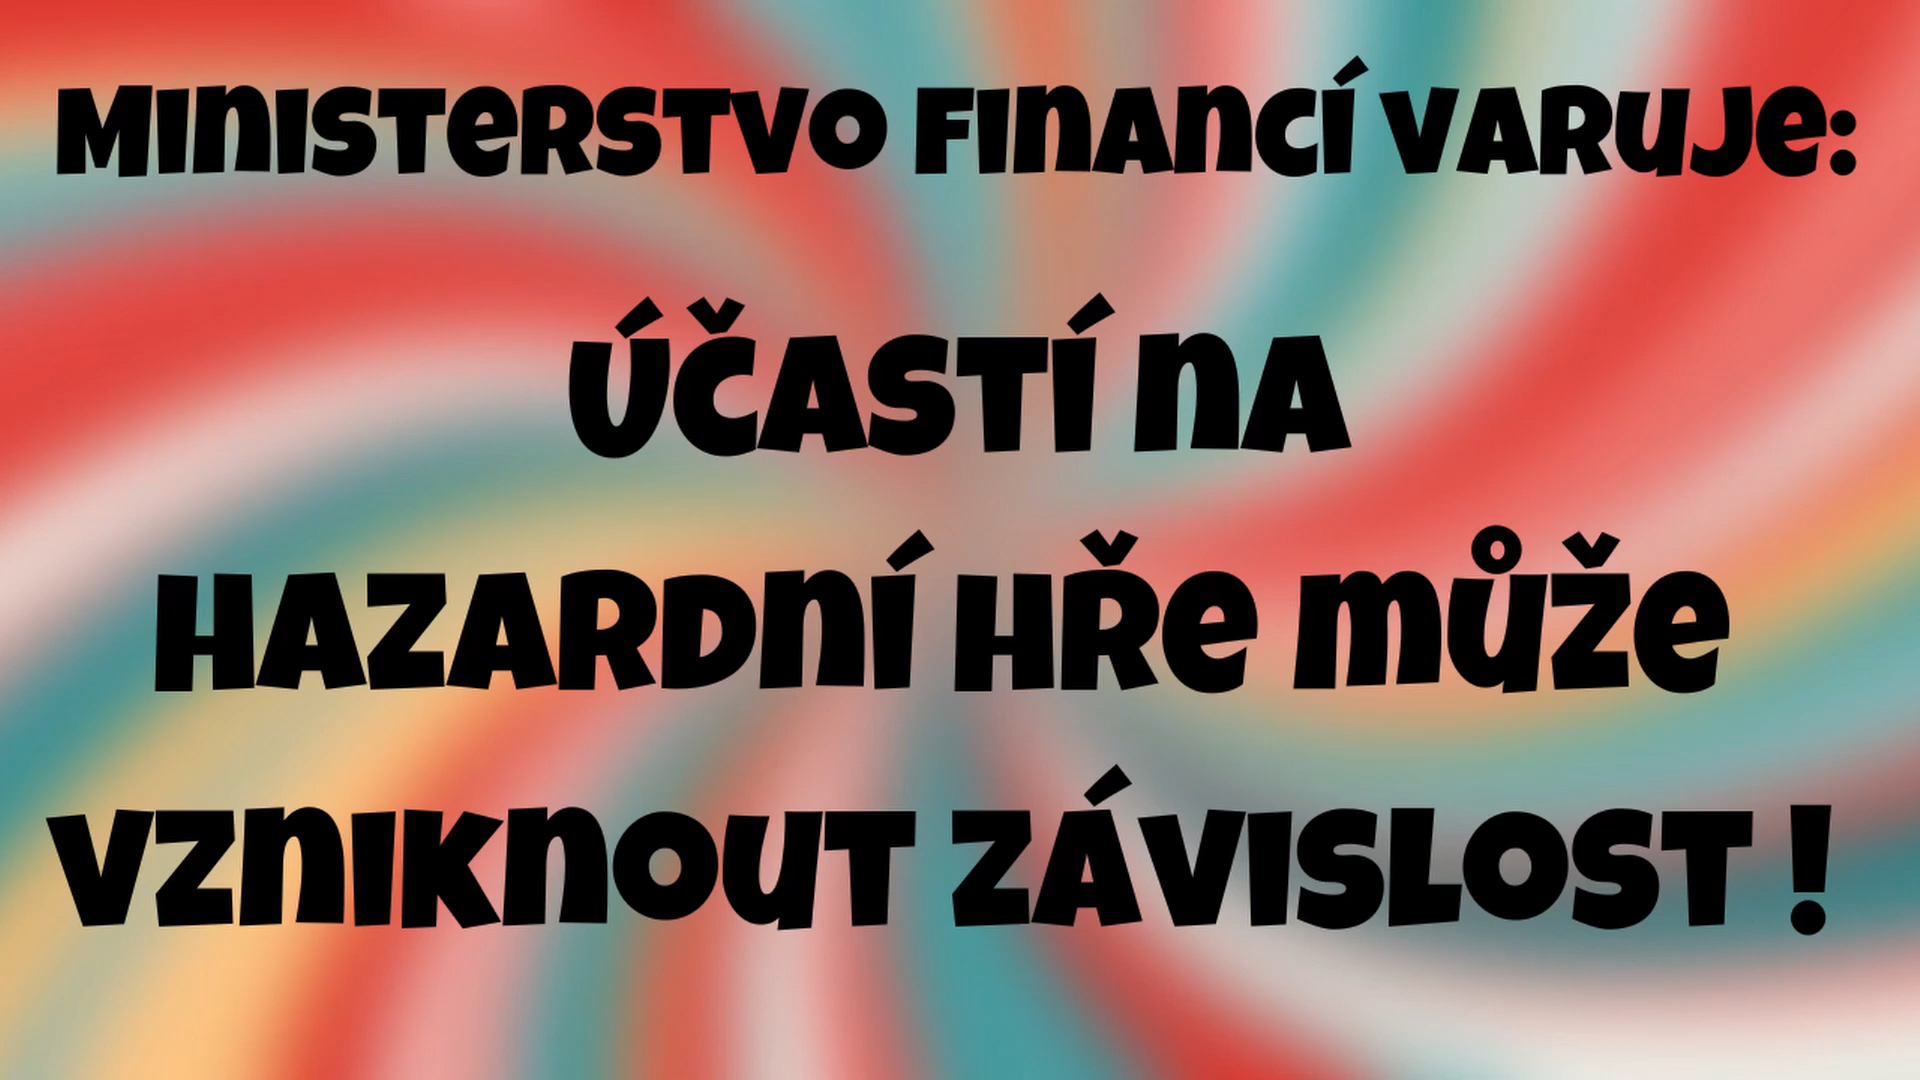 Ministerstvo financí varuje:
Účastí na
hazardní hře může
vzniknout závislost !